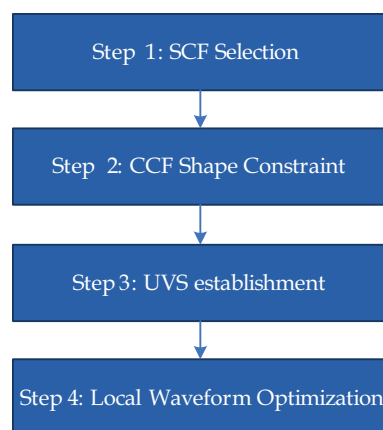 Step 1: SCF Selection
Step 2: CCF Shape Constraint
Step 3: UVS establishment
Step 4: Local Waveform Optimization